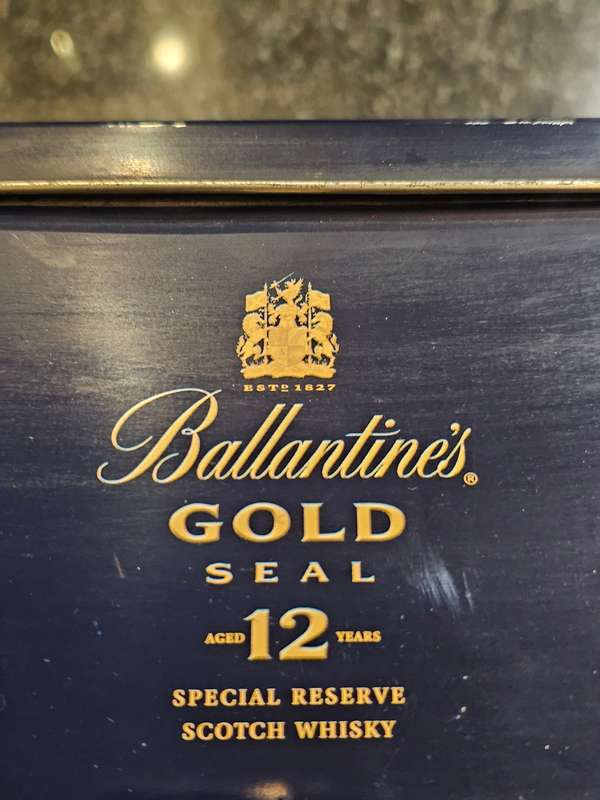 ESTD 1827
Ballantine's®
GOLD
SEAL
AGED 12 YEARS
SPECIAL RESERVE
SCOTCH WHISKY